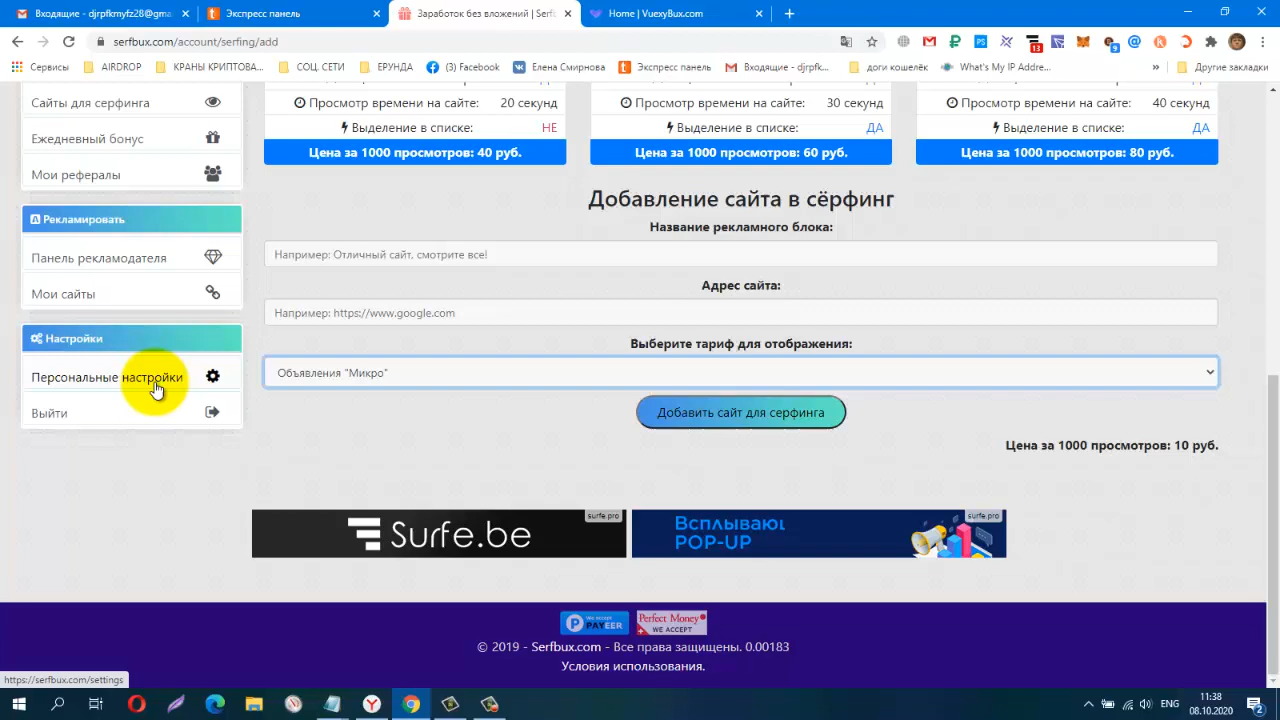 Входящие - djrpfkmyfz28@gma
Экспресс панель
Заработок без вложений | Serfb
Home | VuexyBux.com
serfbux.com/account/serfing/add
13
9
Сервисы
AIRDROP
КРАНЫ КРИПТОВА...
СОЦ. СЕТИ
ЕРУНДА
(3) Facebook
Елена Смирнова
Экспресс панель
Входящие - djrpfk...
доги кошелёк
What's My IP Addre...
»
Другие закладки
Сайты для серфинга
Ежедневный бонус
Мои рефералы
Рекламировать
Панель рекламодателя
Мои сайты
Настройки
Персональные настройки
Выйти
Просмотр времени на сайте: 20 секунд
Выделение в списке: НЕ
Цена за 1000 просмотров: 40 руб.
Просмотр времени на сайте: 30 секунд
Выделение в списке: ДА
Цена за 1000 просмотров: 60 руб.
Просмотр времени на сайте: 40 секунд
Выделение в списке: ДА
Цена за 1000 просмотров: 80 руб.
Добавление сайта в сёрфинг
Название рекламного блока:
Например: Отличный сайт, смотрите все!
Адрес сайта:
Например: https://www.google.com
Выберите тариф для отображения:
Объявления "Микро"
Добавить сайт для серфинга
Цена за 1000 просмотров: 10 руб.
surfe.pro
Surfe.be
surfe.pro
Всплываю
POP-UP
We accept
PAYEER
Perfect Money
WE ACCEPT
© 2019 - Serfbux.com - Все права защищены. 0.00183
Условия использования.
https://serfbux.com/settings
ENG
11:38
08.10.2020
2